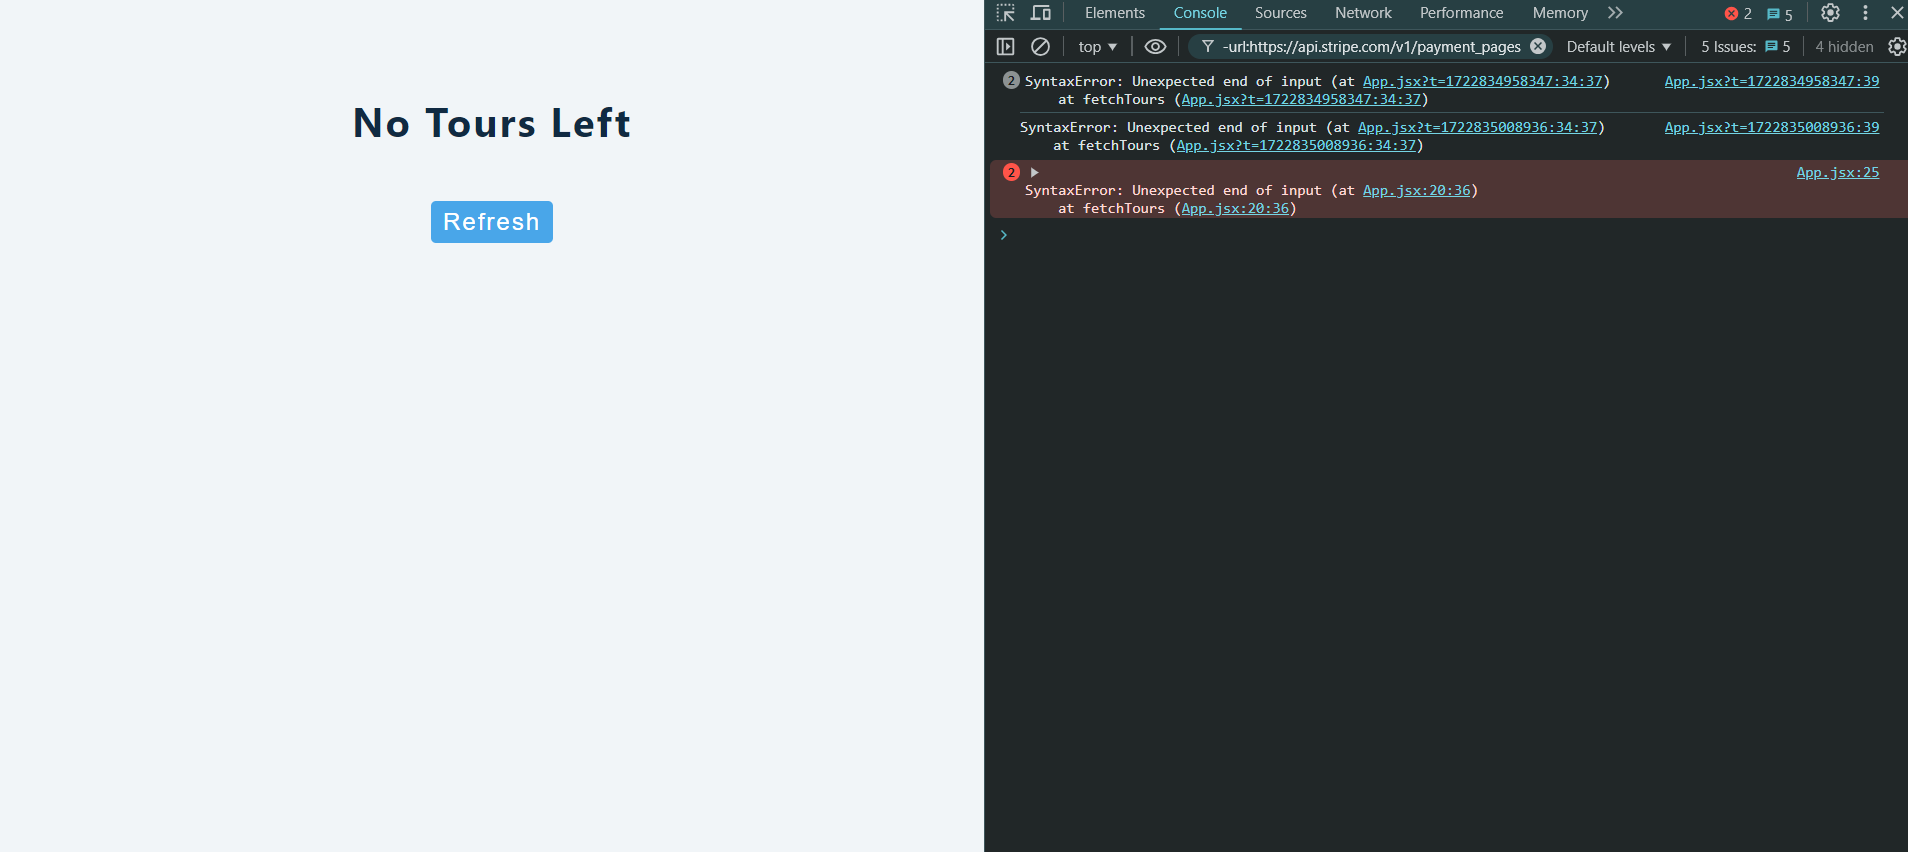 No Tours Left
Refresh
Elements Console Sources Network Performance Memory 2 5
top -url:https://api.stripe.com/v1/payment_pages Default levels 5 Issues: 5 4 hidden
2 SyntaxError: Unexpected end of input (at App.jsx?t=1722834958347:34:37) App.jsx?t=1722834958347:39
at fetchTours (App.jsx?t=1722834958347:34:37)
SyntaxError: Unexpected end of input (at App.jsx?t=1722835008936:34:37) App.jsx?t=1722835008936:39
at fetchTours (App.jsx?t=1722835008936:34:37)
2 App.jsx:25
SyntaxError: Unexpected end of input (at App.jsx:20:36)
at fetchTours (App.jsx:20:36)